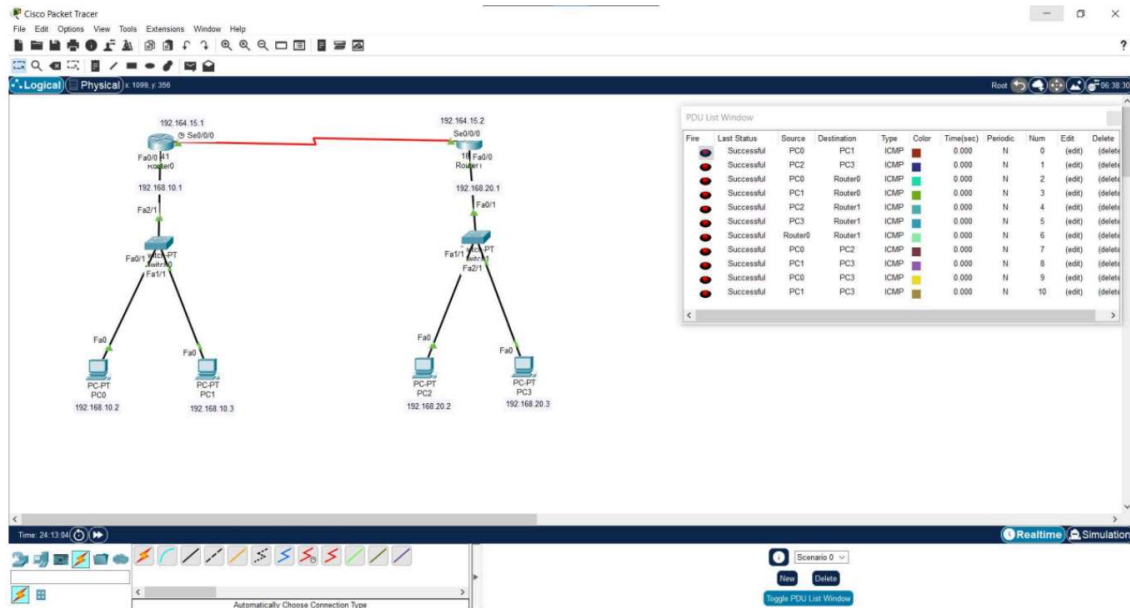 Cisco Packet Tracer
File Edit Options View Tools Extensions Window Help
?
Logical Physical x: 1099, y: 356 Root 06:38:30
192.164.15.1
Se0/0/0
Fa0/0 41
Router0
192.168.10.1
Fa2/1
Fa0/1
Fa1/1
Fa0
PC-PT
PC0
192.168.10.2
Fa0
PC-PT
PC1
192.168.10.3
192.164.15.2
Se0/0/0
Fa0/0
192.168.20.1
Fa0/1
Fa1/1
Fa2/1
Fa0
PC-PT
PC2
192.168.20.2
Fa0
PC-PT
PC3
192.168.20.3
PDU List Window
Fire Last Status Source Destination Type Color Time(sec) Periodic Num Edit Delete
Successful PC0 PC1 ICMP 0.000 N 0 (edit) (delete
Successful PC2 PC3 ICMP 0.000 N 1 (edit) (delete
Successful PC0 Router0 ICMP 0.000 N 2 (edit) (delete
Successful PC1 Router0 ICMP 0.000 N 3 (edit) (delete
Successful PC2 Router1 ICMP 0.000 N 4 (edit) (delete
Successful PC3 Router1 ICMP 0.000 N 5 (edit) (delete
Successful Router0 Router1 ICMP 0.000 N 6 (edit) (delete
Successful PC0 PC2 ICMP 0.000 N 7 (edit) (delete
Successful PC1 PC3 ICMP 0.000 N 8 (edit) (delete
Successful PC0 PC3 ICMP 0.000 N 9 (edit) (delete
Successful PC1 PC3 ICMP 0.000 N 10 (edit) (delete
Time: 24:13:04 Realtime Simulation
Scenario 0
New Delete
Toggle PDU List Window
Automatically Choose Connection Type